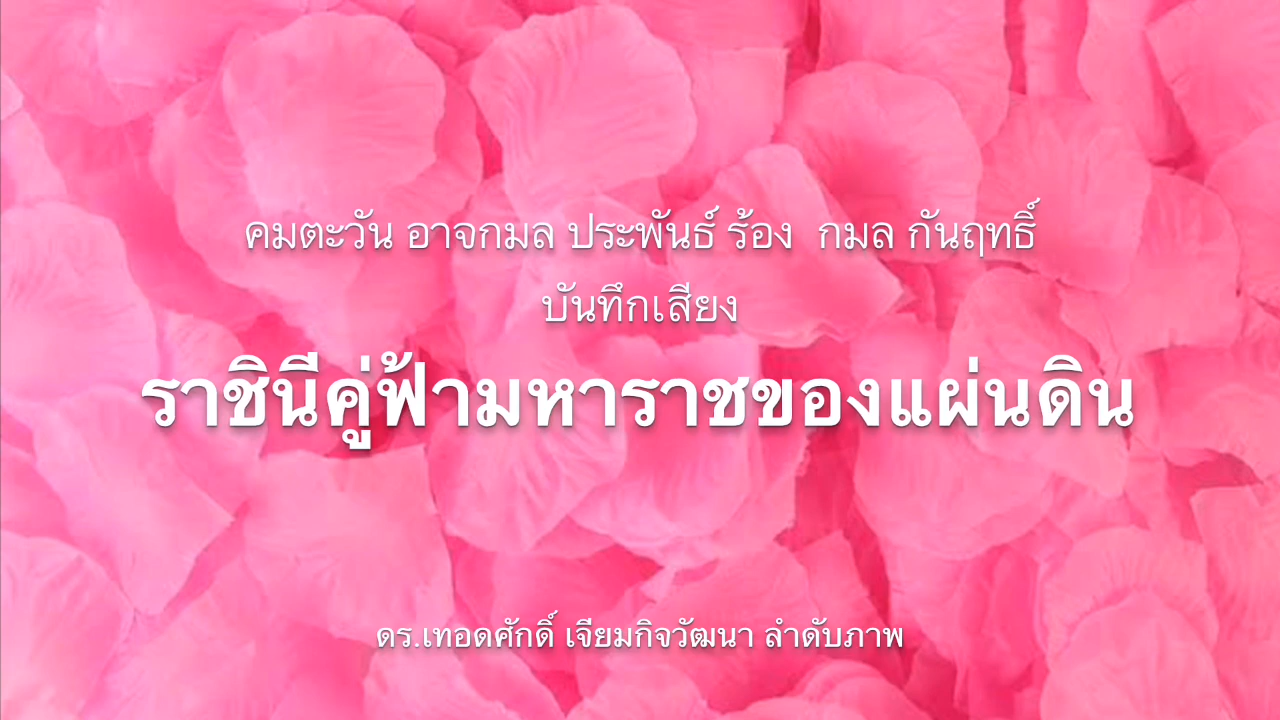 คมตะวัน อาจกมล ประพันธ์ ร้อง  กมล กันฤทธิ์
บันทึกเสียง
ราชินีคู่ฟ้ามหาราชของแผ่นดิน
ดร.เทอดศักดิ์ เจียมกิจวัฒนา ลำดับภาพ